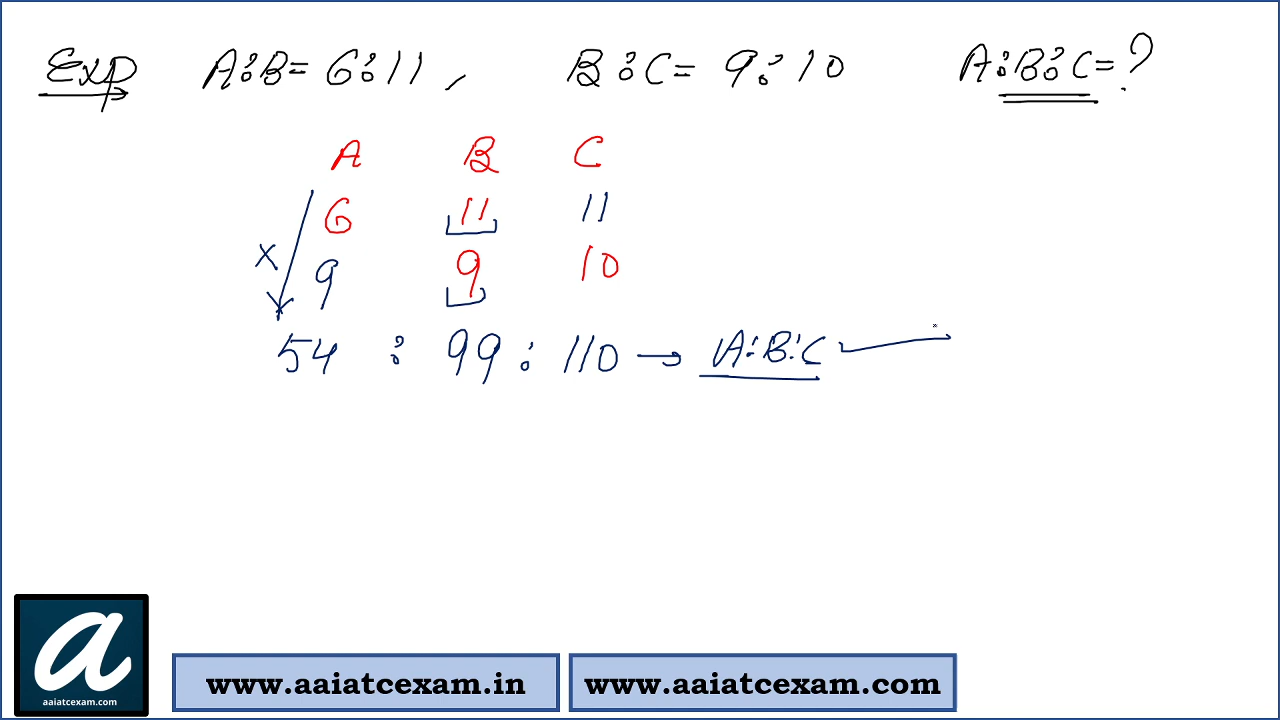 Exp A:B= 6:11, B:C= 9:10 A:B:C=?
A B C
6 11 11
x 9 9 10
54 : 99 : 110 → A:B:C
a
aaiatcexam.com
www.aaiatcexam.in www.aaiatcexam.com